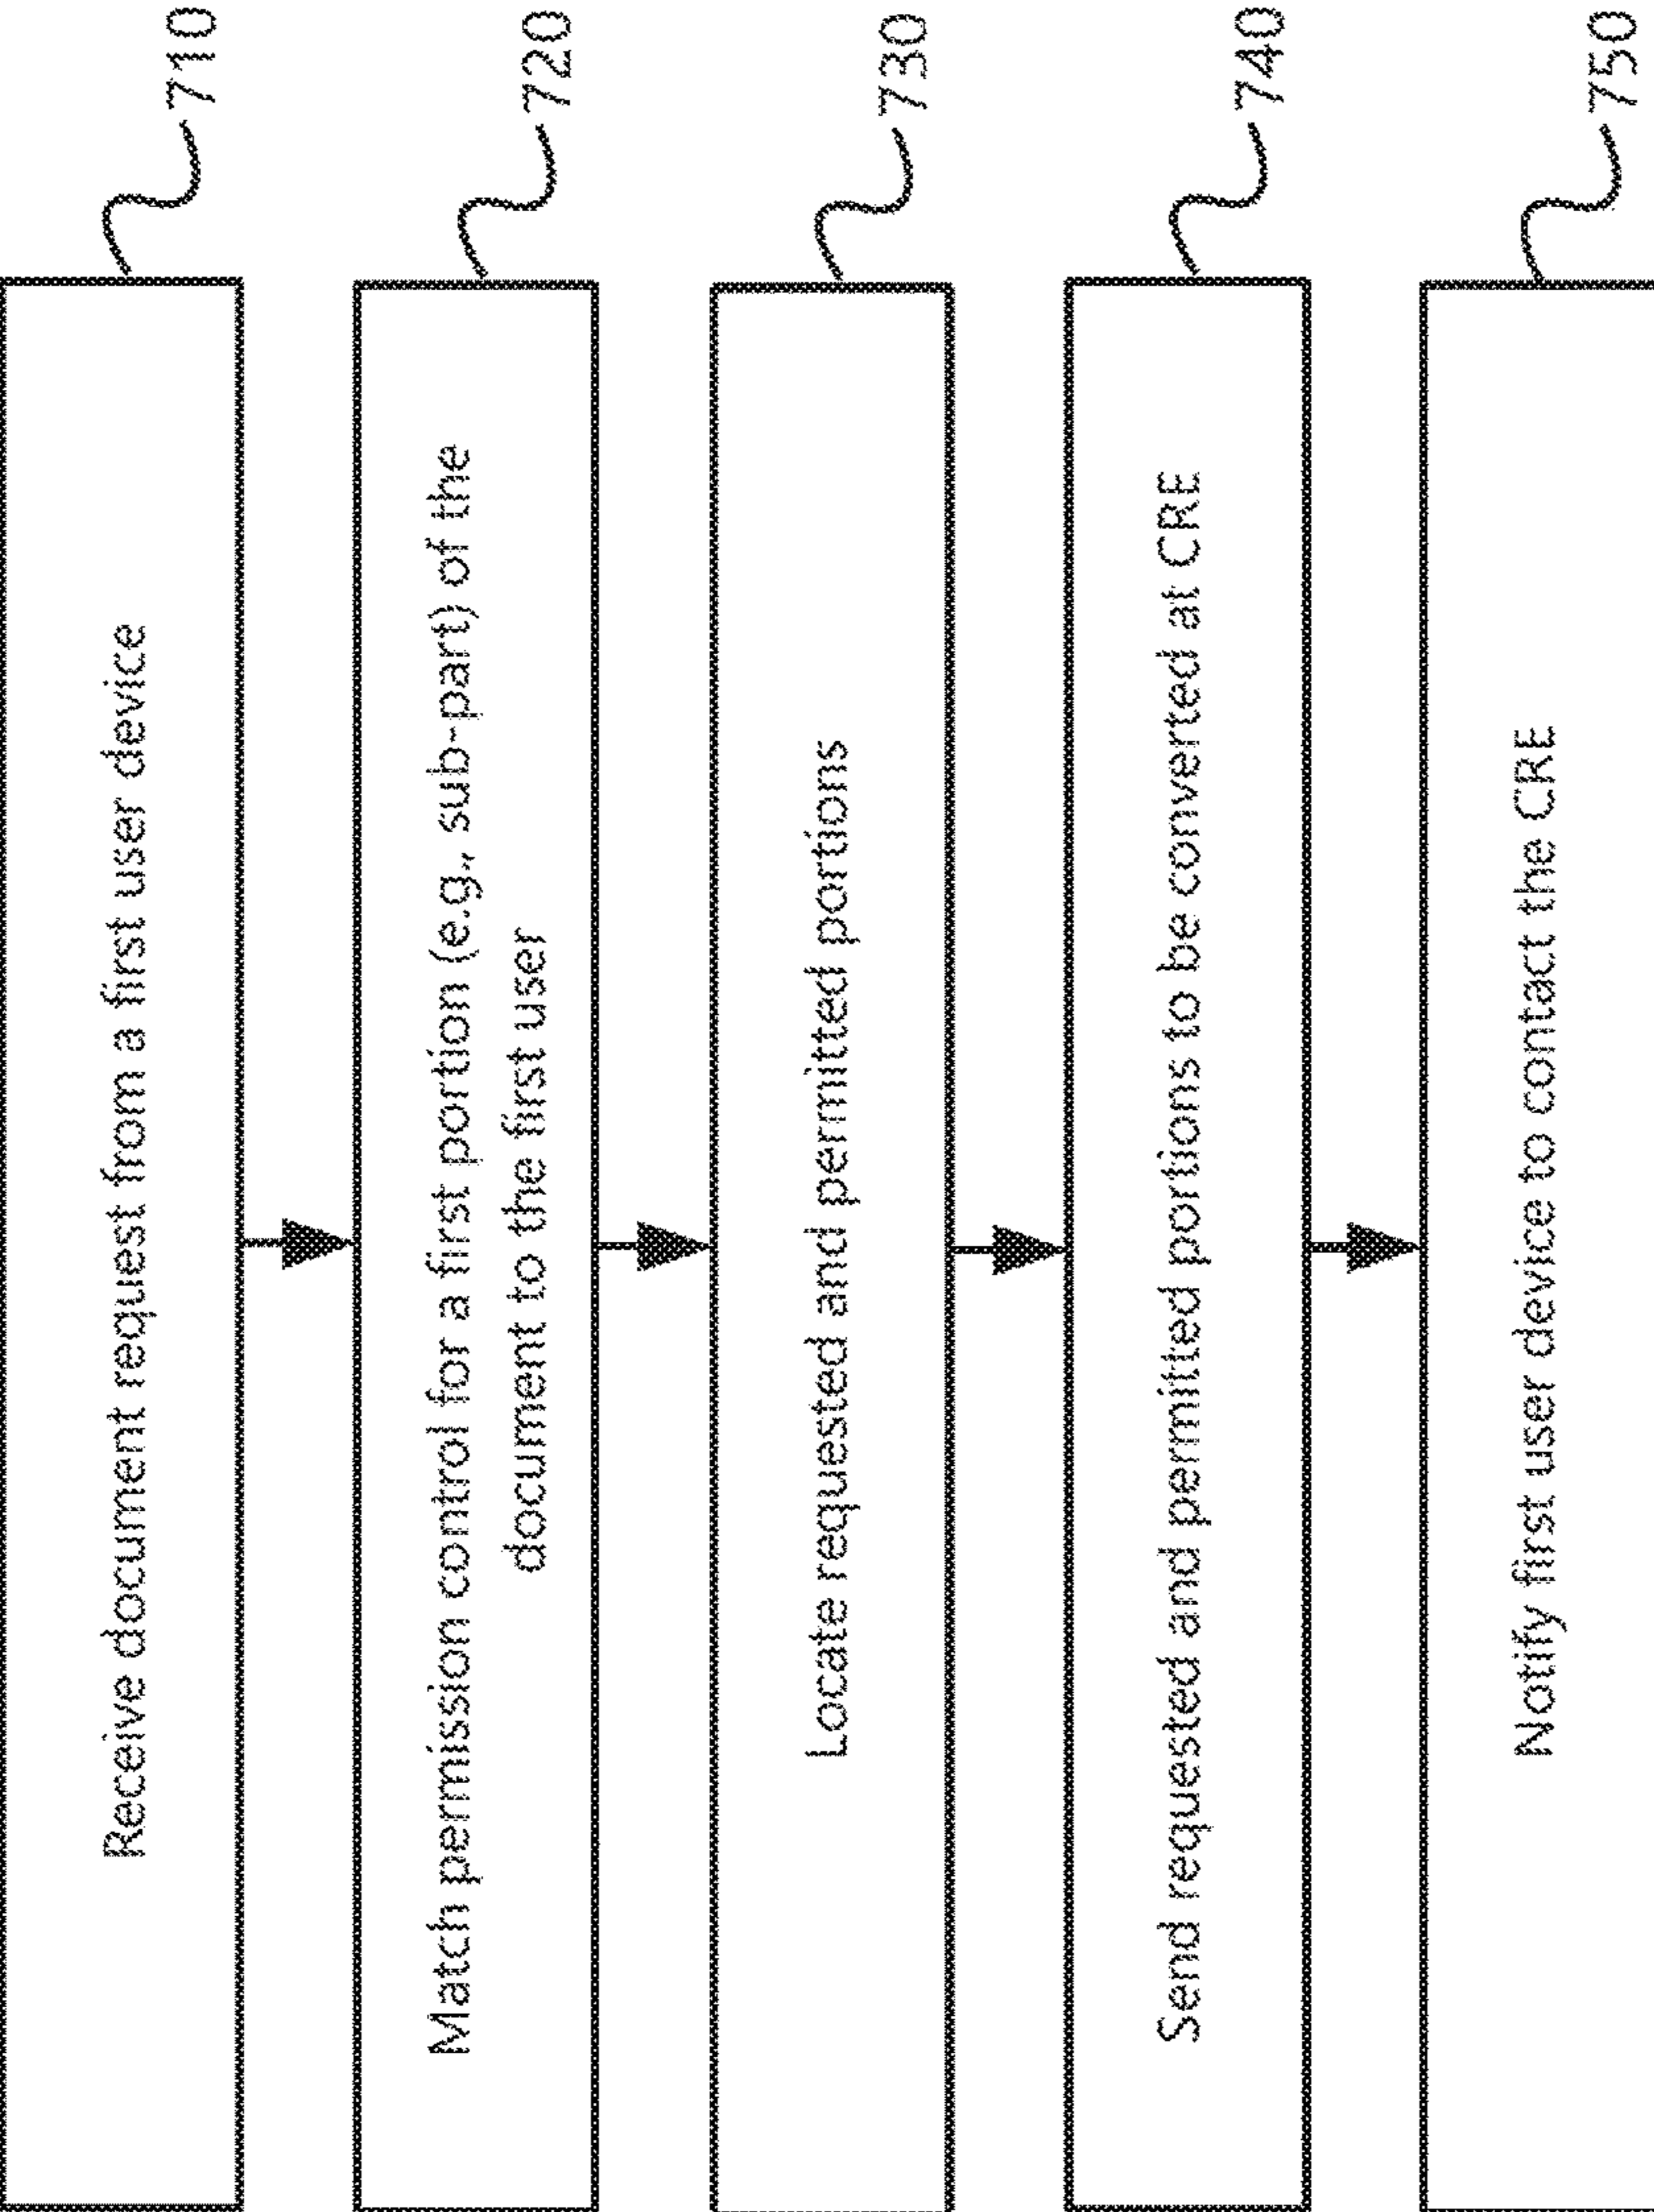 Receive document request from a first user device
710
Match permission control for a first portion (e.g., sub-part) of the
document to the first user
720
Locate requested and permitted portions
730
Send requested and permitted portions to be converted at CRE
740
Notify first user device to contact the CRE
750